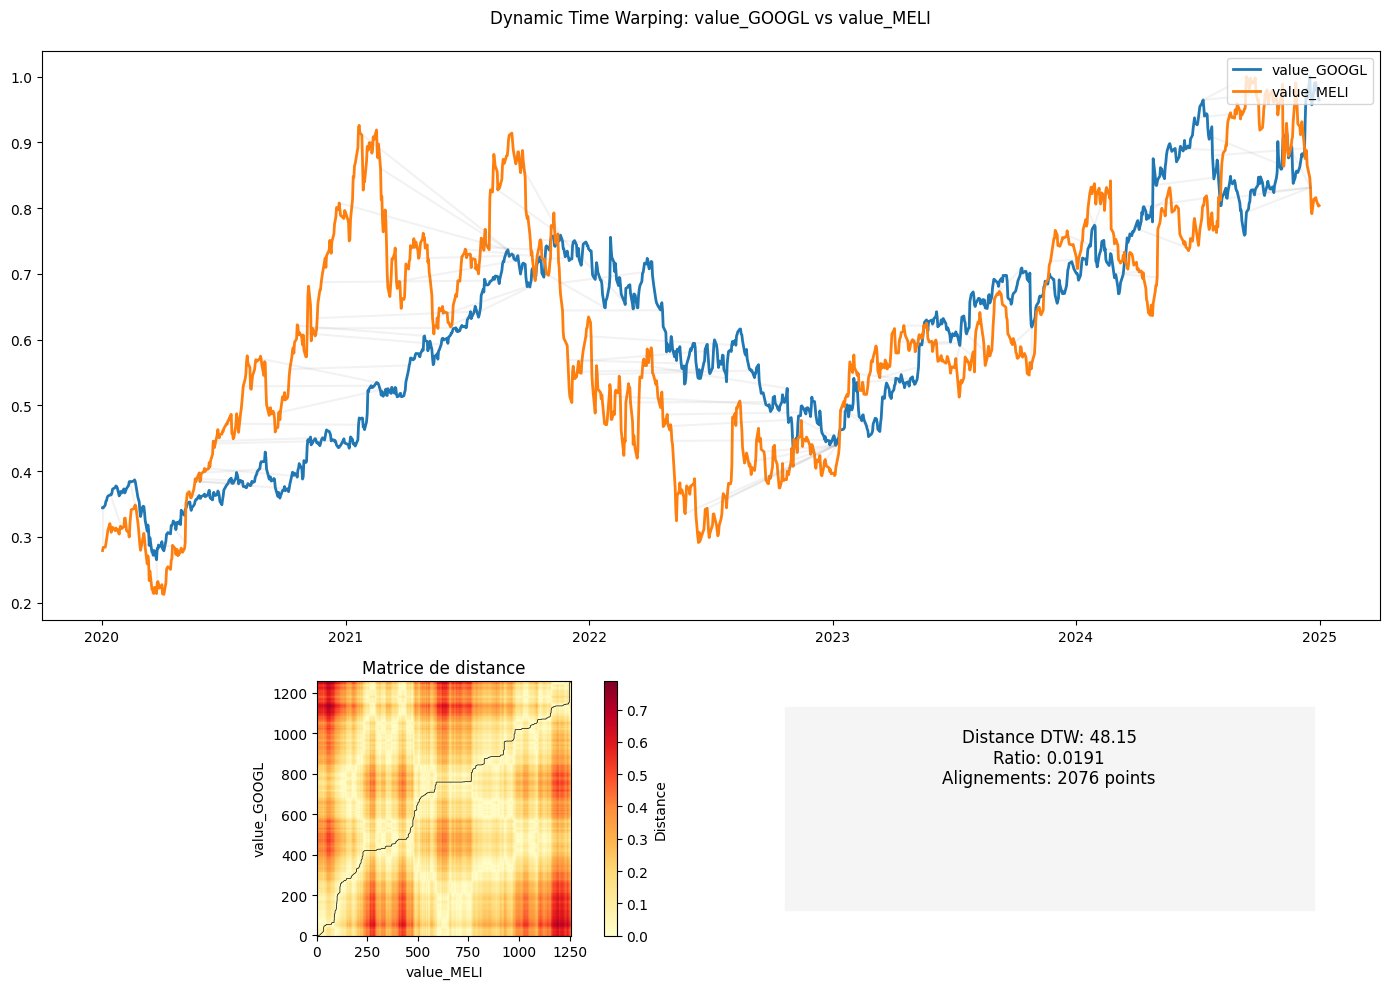 Dynamic Time Warping: value_GOOGL vs value_MELI
value_GOOGL
value_MELI
1.0
0.9
0.8
0.7
0.6
0.5
0.4
0.3
0.2
2020 2021 2022 2023 2024 2025
Matrice de distance
value_GOOGL
1200
1000
800
600
400
200
0
0 250 500 750 1000 1250
value_MELI
0.7
0.6
0.5
0.4
0.3
0.2
0.1
0.0
Distance
Distance DTW: 48.15
Ratio: 0.0191
Alignements: 2076 points